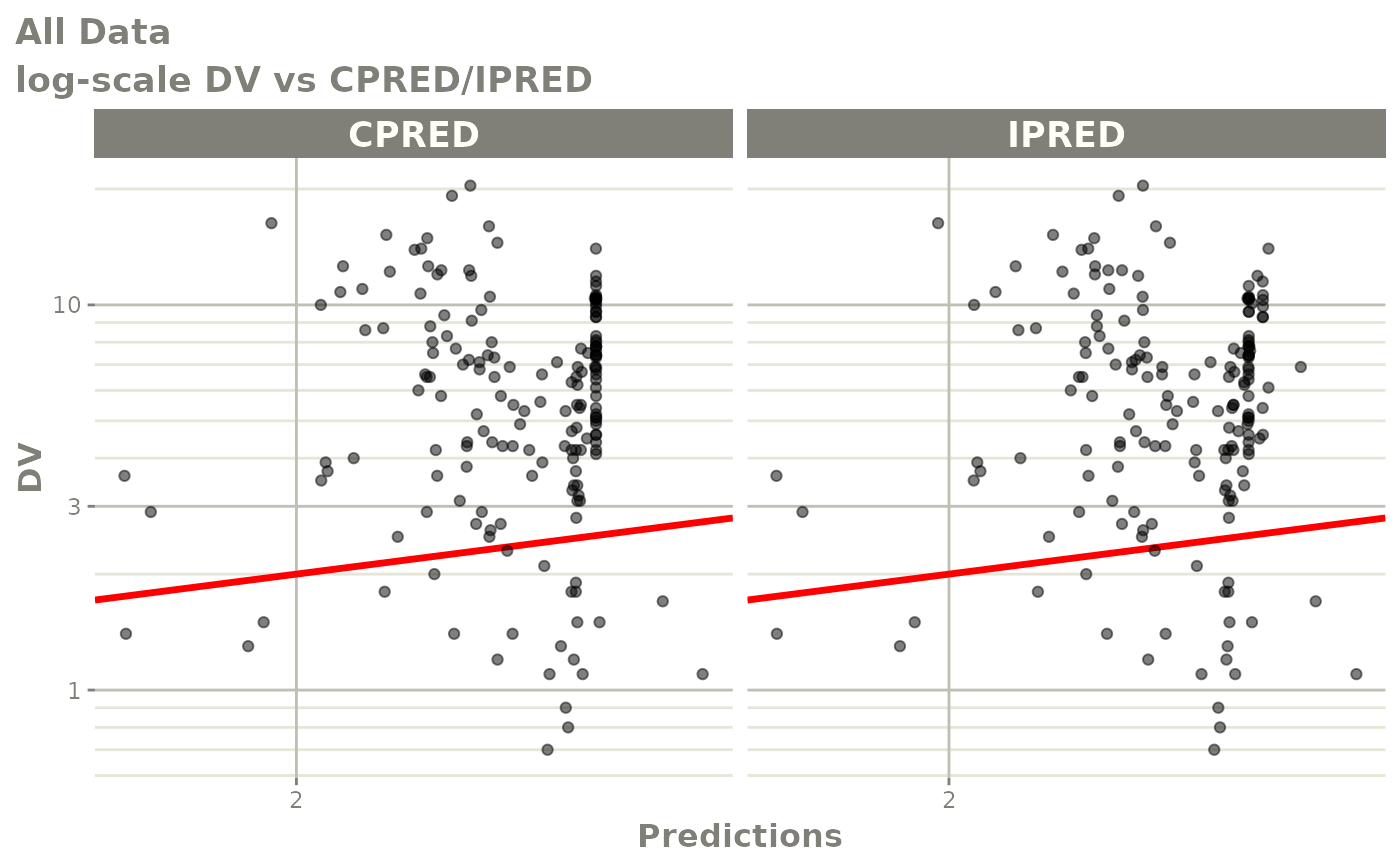 All Data
log-scale DV vs CPRED/IPRED
CPRED
IPRED
DV
10
3
1
2
2
Predictions